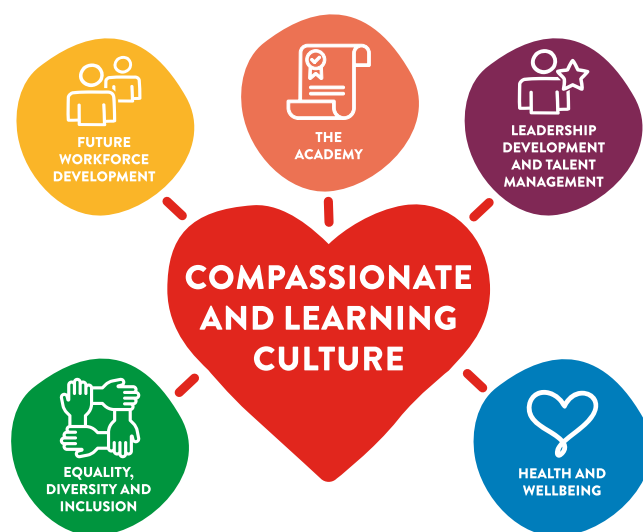 FUTURE
WORKFORCE
DEVELOPMENT
THE
ACADEMY
LEADERSHIP
DEVELOPMENT
AND TALENT
MANAGEMENT
COMPASSIONATE
AND LEARNING
CULTURE
EQUALITY,
DIVERSITY AND
INCLUSION
HEALTH AND
WELLBEING